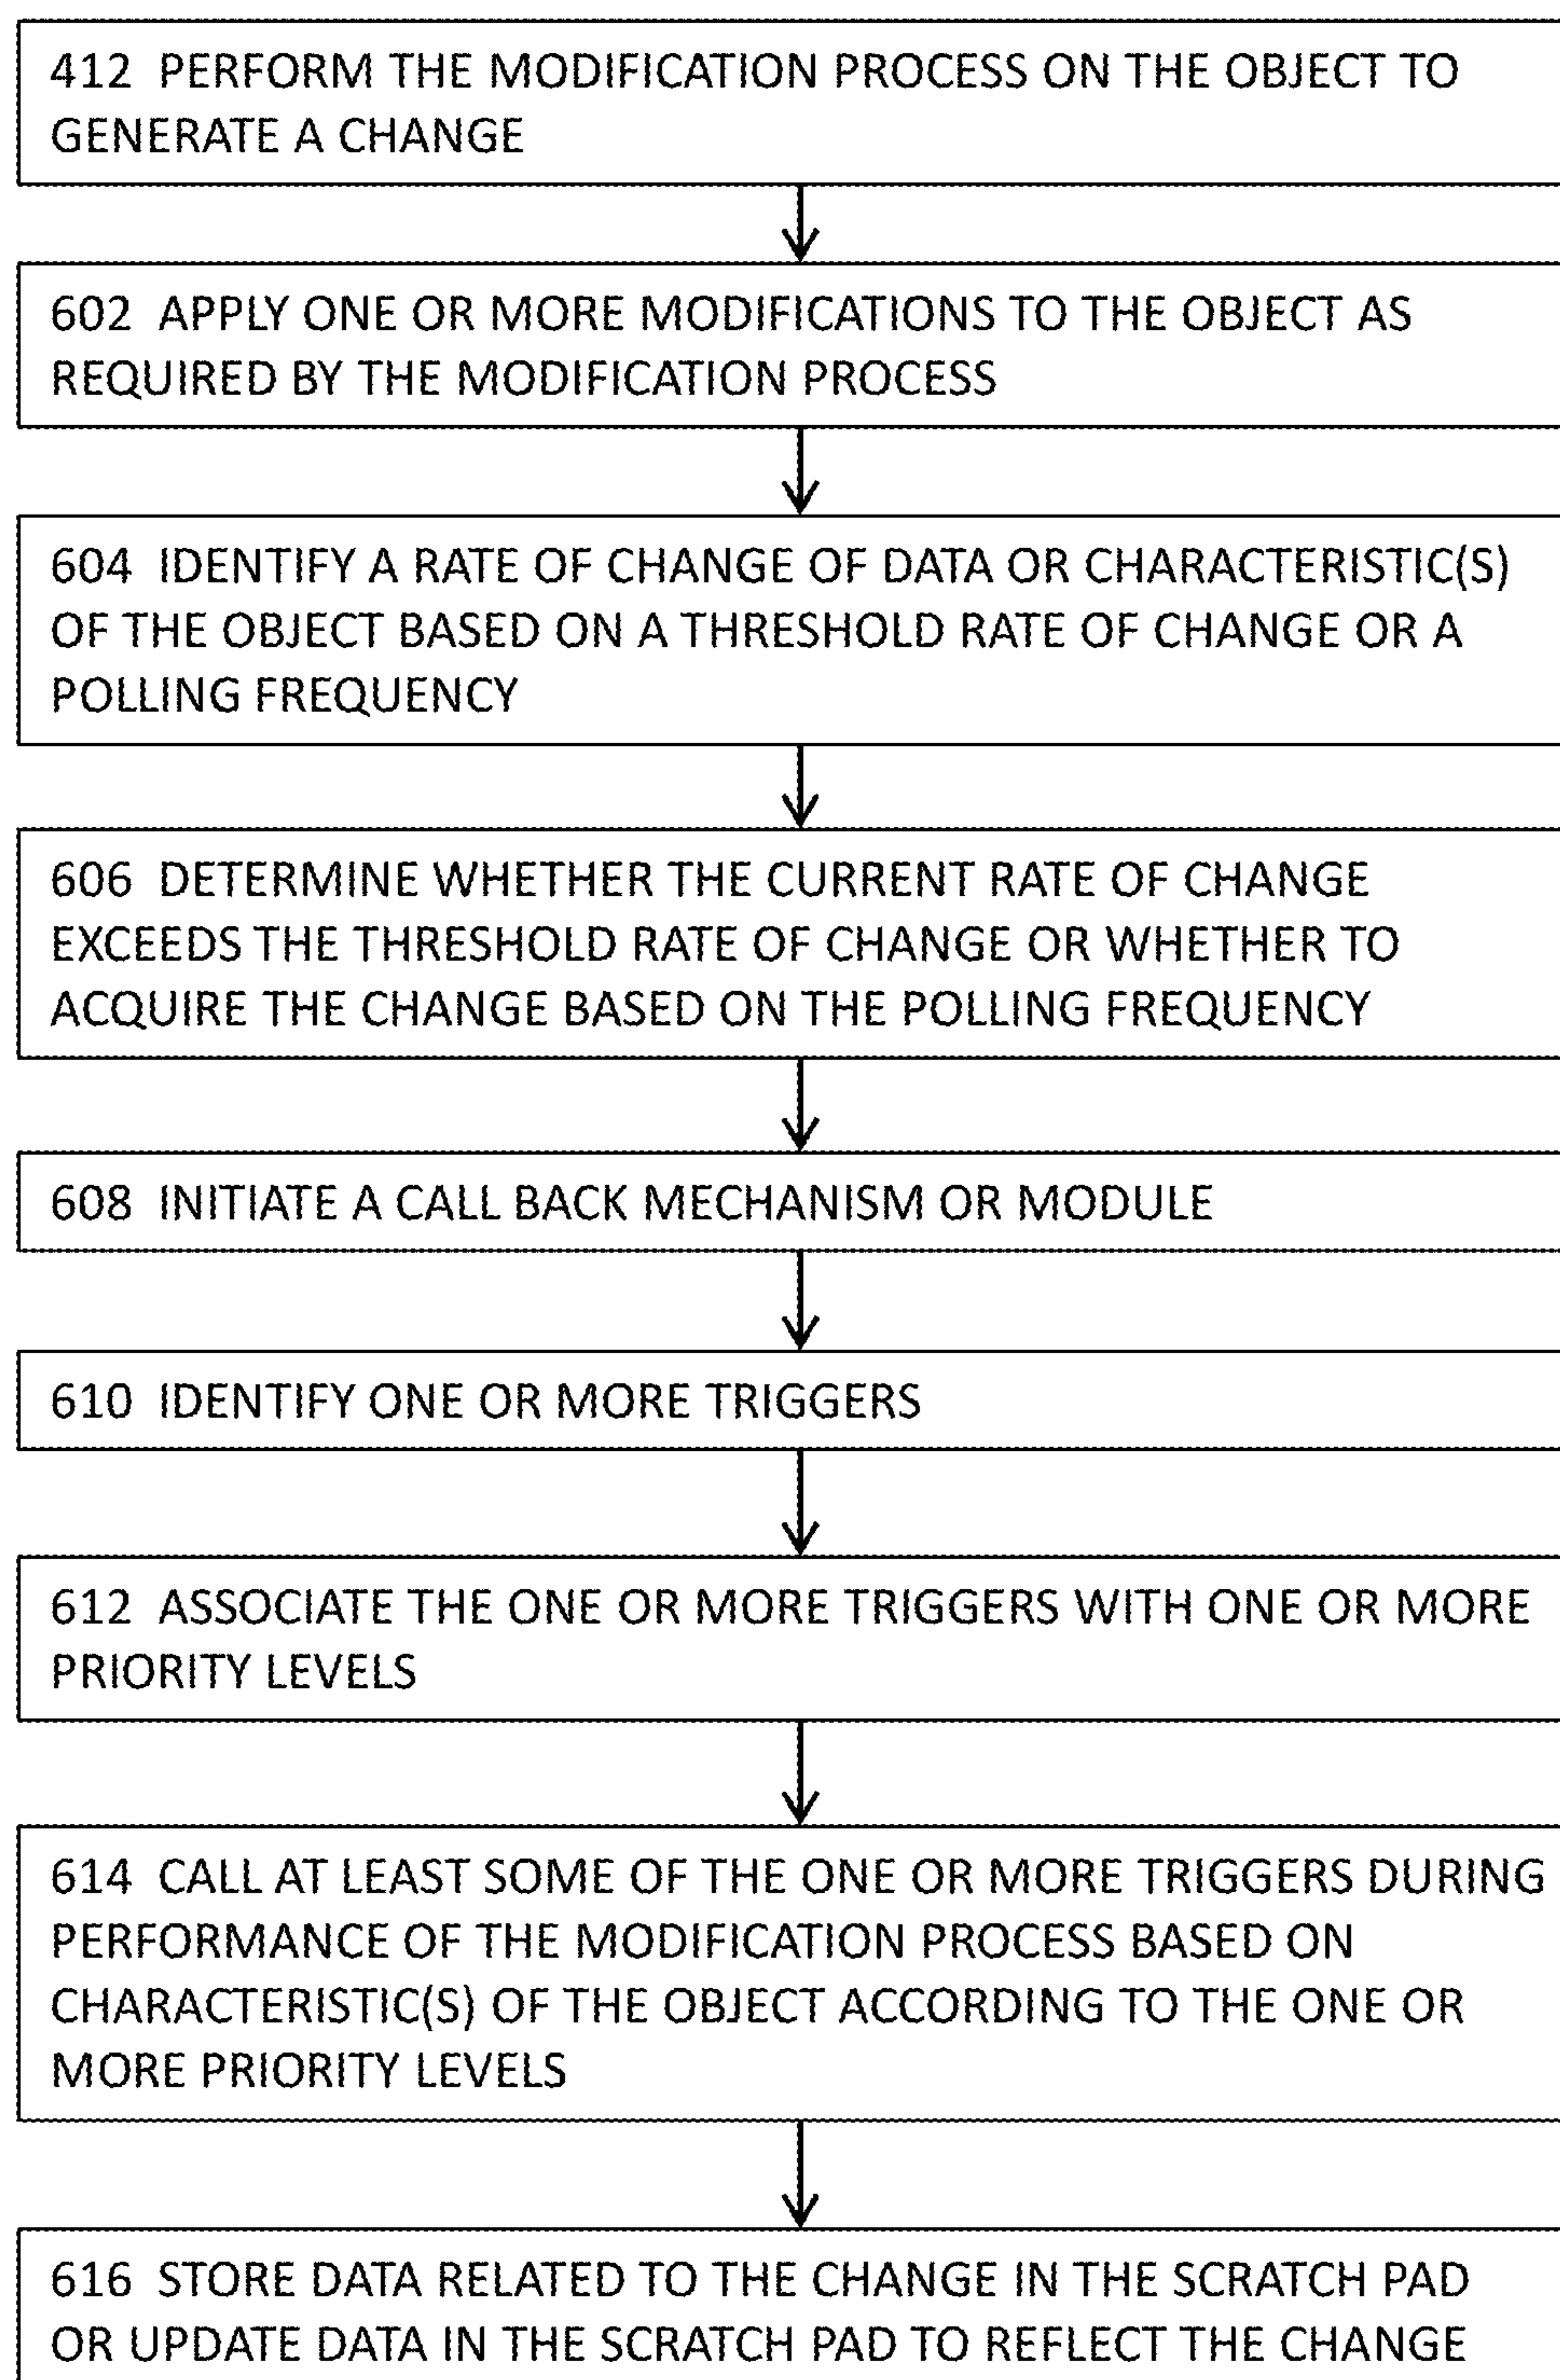 412 PERFORM THE MODIFICATION PROCESS ON THE OBJECT TO
GENERATE A CHANGE
602 APPLY ONE OR MORE MODIFICATIONS TO THE OBJECT AS
REQUIRED BY THE MODIFICATION PROCESS
604 IDENTIFY A RATE OF CHANGE OF DATA OR CHARACTERISTIC(S)
OF THE OBJECT BASED ON A THRESHOLD RATE OF CHANGE OR A
POLLING FREQUENCY
606 DETERMINE WHETHER THE CURRENT RATE OF CHANGE
EXCEEDS THE THRESHOLD RATE OF CHANGE OR WHETHER TO
ACQUIRE THE CHANGE BASED ON THE POLLING FREQUENCY
608 INITIATE A CALL BACK MECHANISM OR MODULE
610 IDENTIFY ONE OR MORE TRIGGERS
612 ASSOCIATE THE ONE OR MORE TRIGGERS WITH ONE OR MORE
PRIORITY LEVELS
614 CALL AT LEAST SOME OF THE ONE OR MORE TRIGGERS DURING
PERFORMANCE OF THE MODIFICATION PROCESS BASED ON
CHARACTERISTIC(S) OF THE OBJECT ACCORDING TO THE ONE OR
MORE PRIORITY LEVELS
616 STORE DATA RELATED TO THE CHANGE IN THE SCRATCH PAD
OR UPDATE DATA IN THE SCRATCH PAD TO REFLECT THE CHANGE